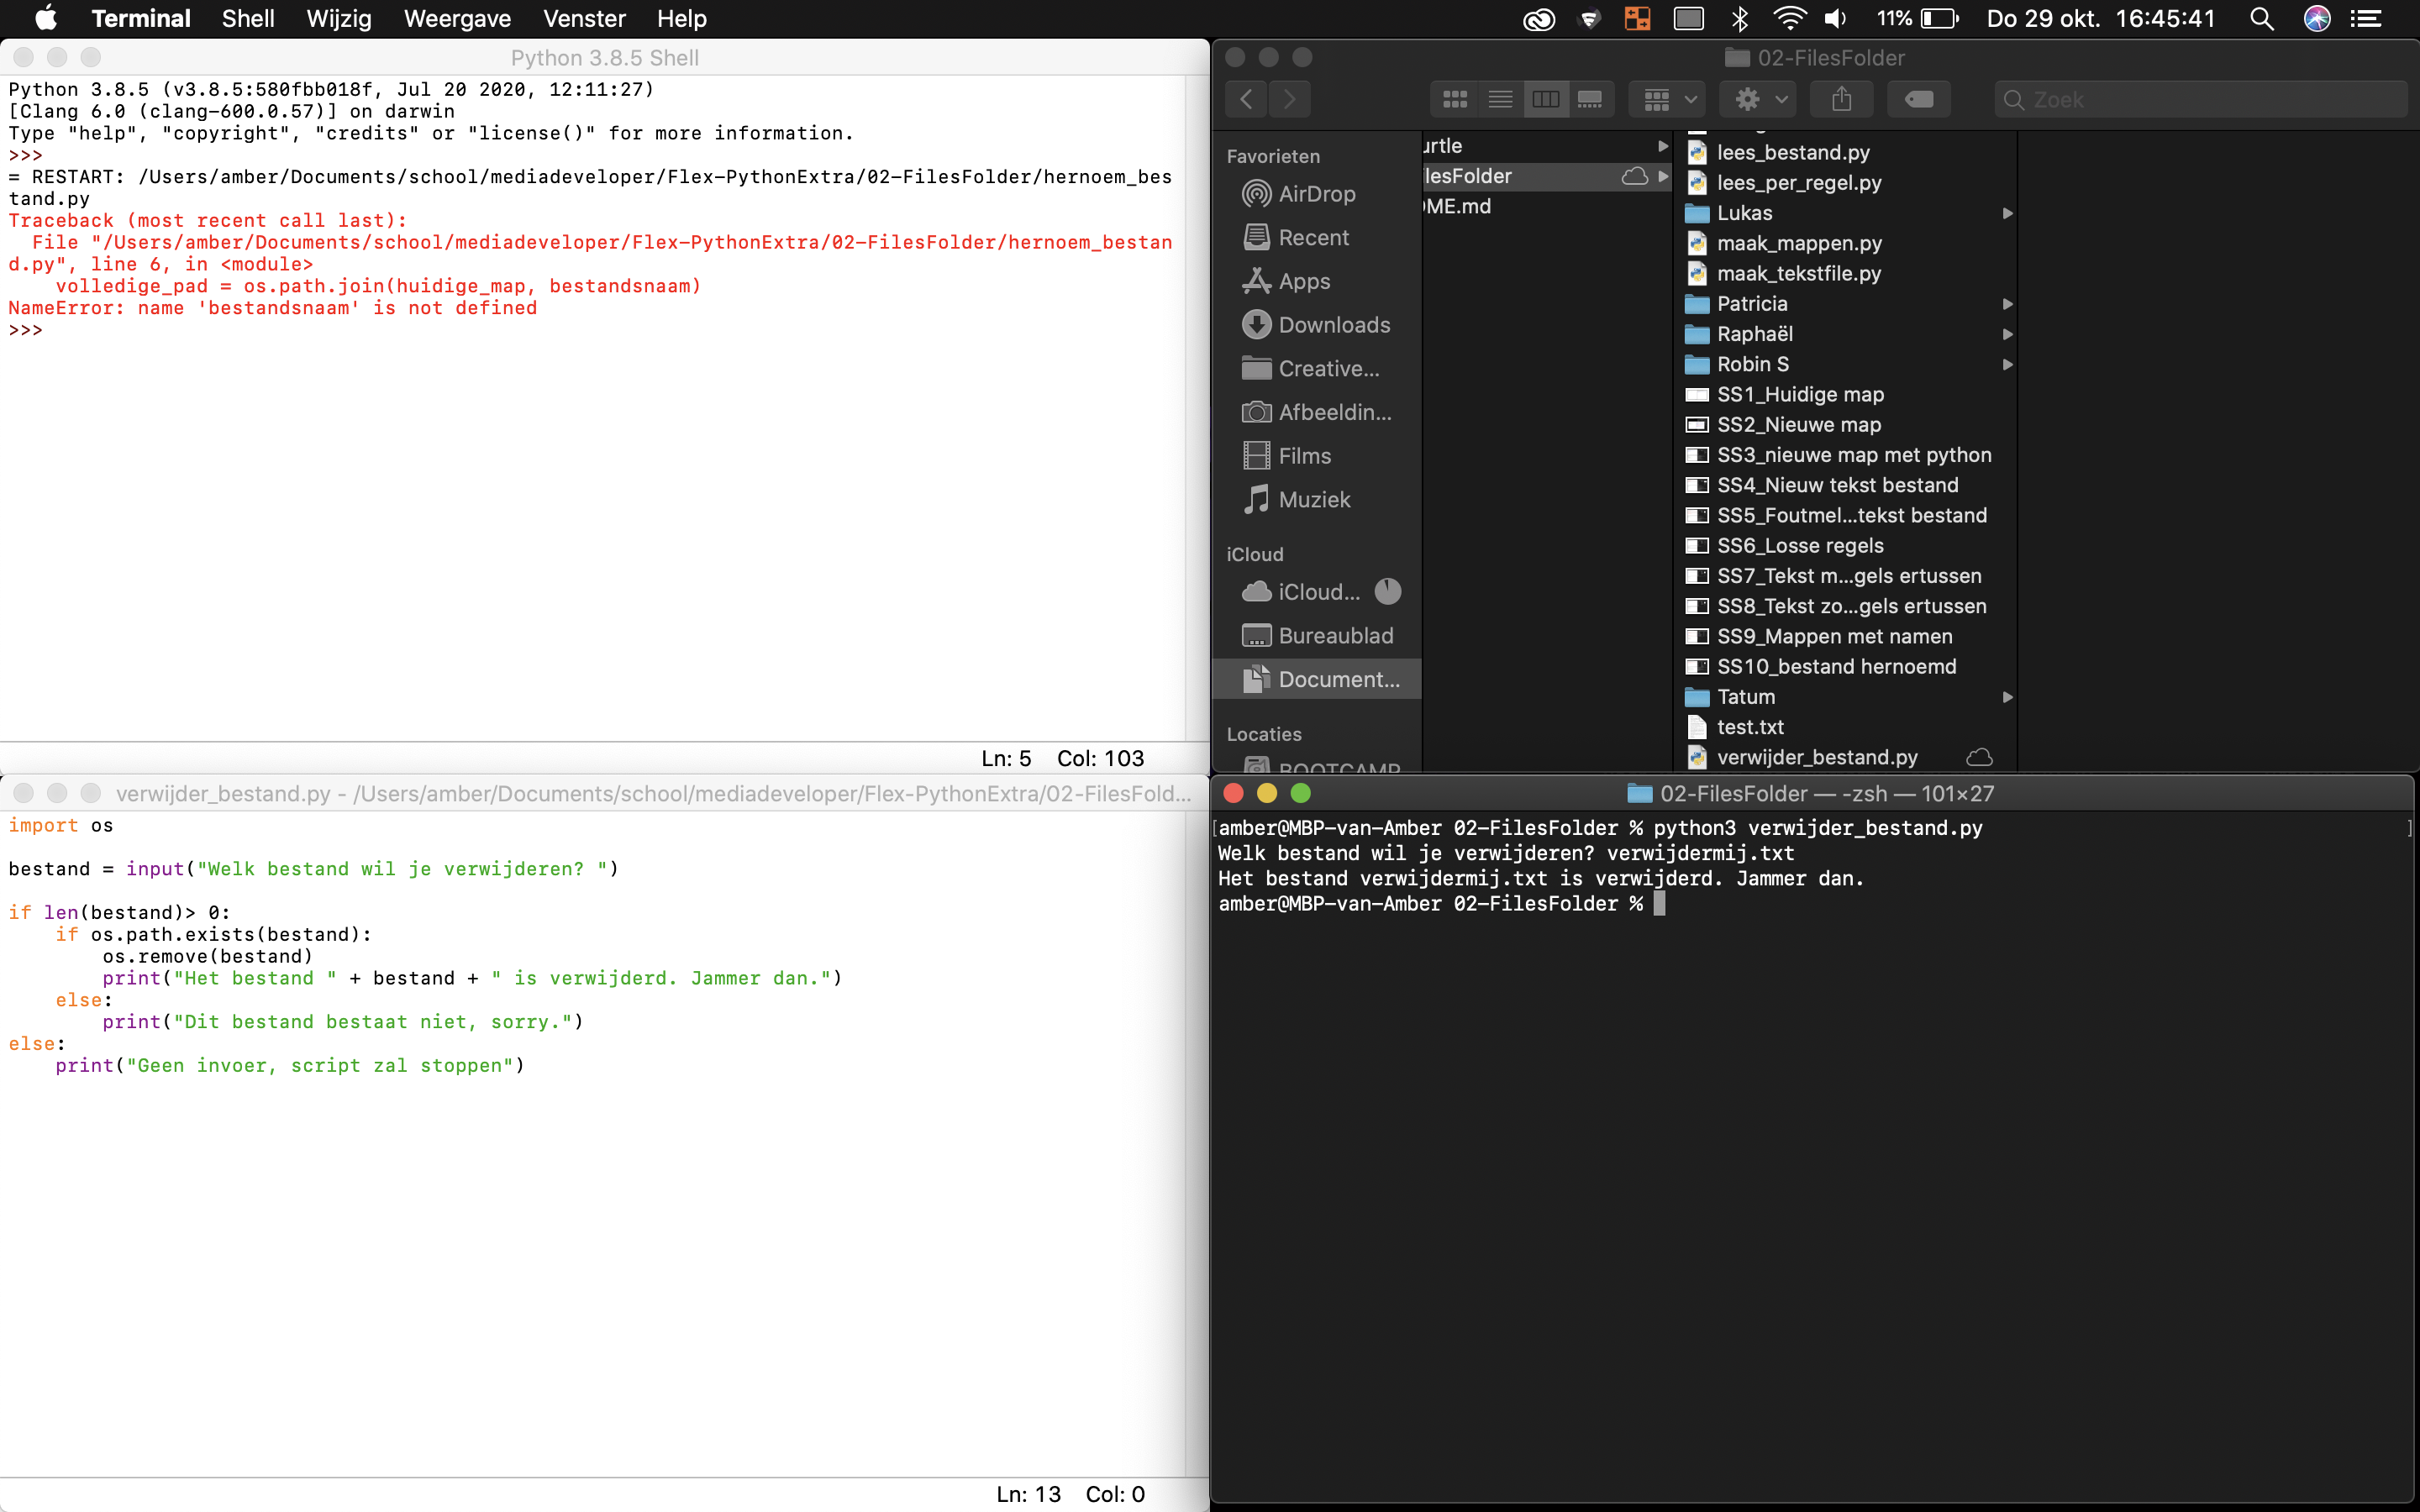 Terminal Shell Wijzig Weergave Venster Help 11% Do 29 okt. 16:45:41
Python 3.8.5 Shell
Python 3.8.5 (v3.8.5:580fbb018f, Jul 20 2020, 12:11:27)
[Clang 6.0 (clang-600.0.57)] on darwin
Type "help", "copyright", "credits" or "license()" for more information.
>>>
= RESTART: /Users/amber/Documents/school/mediadeveloper/Flex-PythonExtra/02-FilesFolder/hernoem_bes
tand.py
Traceback (most recent call last):
  File "/Users/amber/Documents/school/mediadeveloper/Flex-PythonExtra/02-FilesFolder/hernoem_bestan
d.py", line 6, in <module>
    volledige_pad = os.path.join(huidige_map, bestandsnaam)
NameError: name 'bestandsnaam' is not defined
>>>
Ln: 5 Col: 103
02-FilesFolder
Zoek
Favorieten
AirDrop
Recent
Apps
Downloads
Creative...
Afbeeldin...
Films
Muziek
iCloud
iCloud...
Bureaublad
Document...
Locaties
BOOTCAMP
urtle
lesFolder
ME.md
lees_bestand.py
lees_per_regel.py
Lukas
maak_mappen.py
maak_tekstfile.py
Patricia
Raphaël
Robin S
SS1_Huidige map
SS2_Nieuwe map
SS3_nieuwe map met python
SS4_Nieuw tekst bestand
SS5_Foutmel...tekst bestand
SS6_Losse regels
SS7_Tekst m...gels ertussen
SS8_Tekst zo...gels ertussen
SS9_Mappen met namen
SS10_bestand hernoemd
Tatum
test.txt
verwijder_bestand.py
verwijder_bestand.py - /Users/amber/Documents/school/mediadeveloper/Flex-PythonExtra/02-FilesFold...
import os
bestand = input("Welk bestand wil je verwijderen? ")
if len(bestand)> 0:
    if os.path.exists(bestand):
        os.remove(bestand)
        print("Het bestand " + bestand + " is verwijderd. Jammer dan.")
    else:
        print("Dit bestand bestaat niet, sorry.")
else:
    print("Geen invoer, script zal stoppen")
Ln: 13 Col: 0
02-FilesFolder — -zsh — 101×27
[amber@MBP-van-Amber 02-FilesFolder % python3 verwijder_bestand.py ]
Welk bestand wil je verwijderen? verwijdermij.txt
Het bestand verwijdermij.txt is verwijderd. Jammer dan.
amber@MBP-van-Amber 02-FilesFolder %